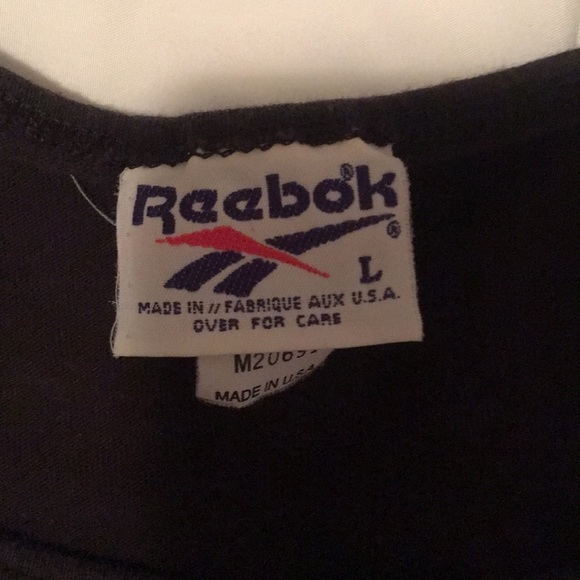 Reebok®
®
L
MADE IN // FABRIQUE AUX U.S.A.
OVER FOR CARE
MADE IN U.S.A